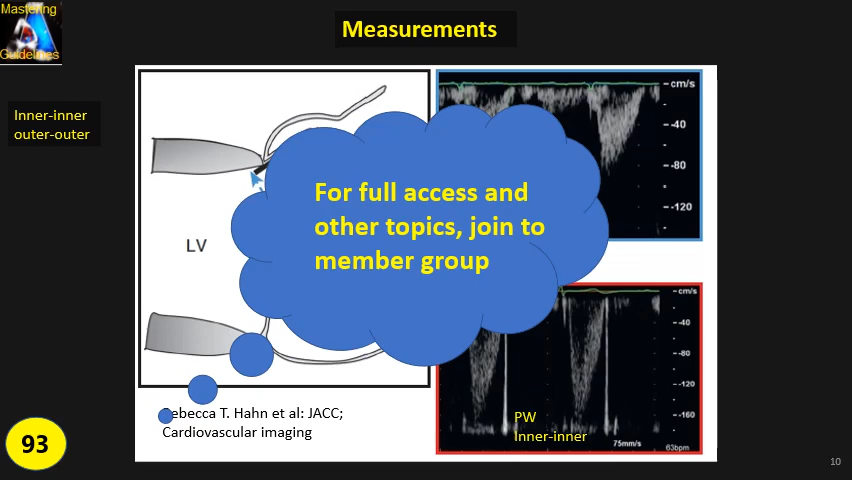 Mastering
Guidelines
Measurements
Inner-inner
outer-outer
LV
For full access and
other topics, join to
member group
cm/s
-40
-80
-120
cm/s
-40
-80
-120
-160
PW
Inner-inner
75mm/s
63bpm
T. Hahn et al: JACC;
Cardiovascular imaging
93
10